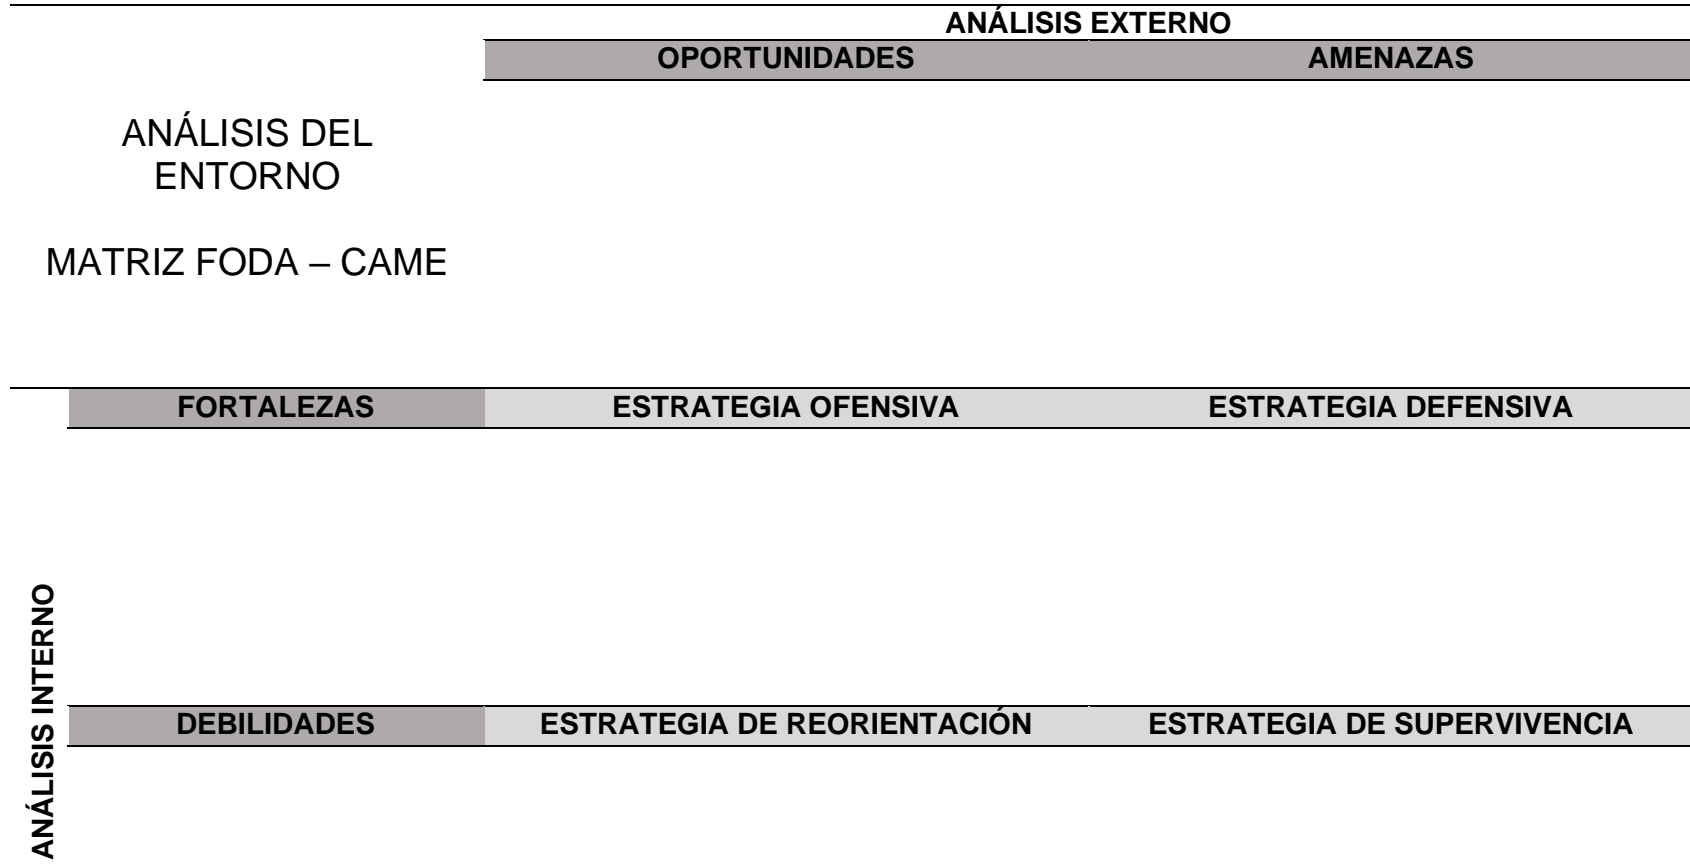 ANÁLISIS EXTERNO
OPORTUNIDADES
AMENAZAS
ANÁLISIS DEL
ENTORNO
MATRIZ FODA – CAME
FORTALEZAS
ESTRATEGIA OFENSIVA
ESTRATEGIA DEFENSIVA
ANÁLISIS INTERNO
DEBILIDADES
ESTRATEGIA DE REORIENTACIÓN
ESTRATEGIA DE SUPERVIVENCIA